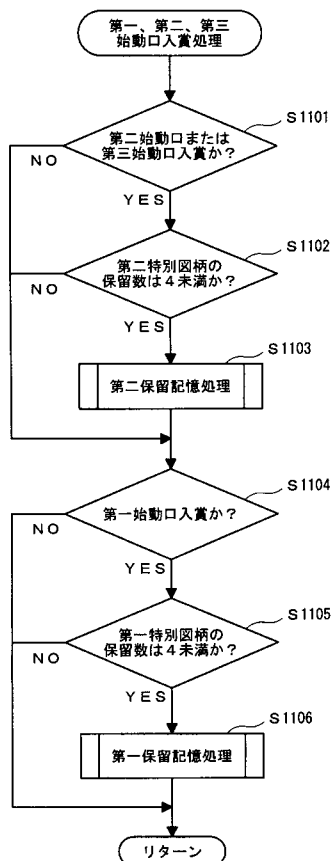 第一、第二、第三
始動口入賞処理
S1101
第二始動口または
第三始動口入賞か?
NO
YES
S1102
第二特別図柄の
保留数は4未満か?
NO
YES
S1103
第二保留記憶処理
S1104
第一始動口入賞か?
NO
YES
S1105
第一特別図柄の
保留数は4未満か?
NO
YES
S1106
第一保留記憶処理
リターン